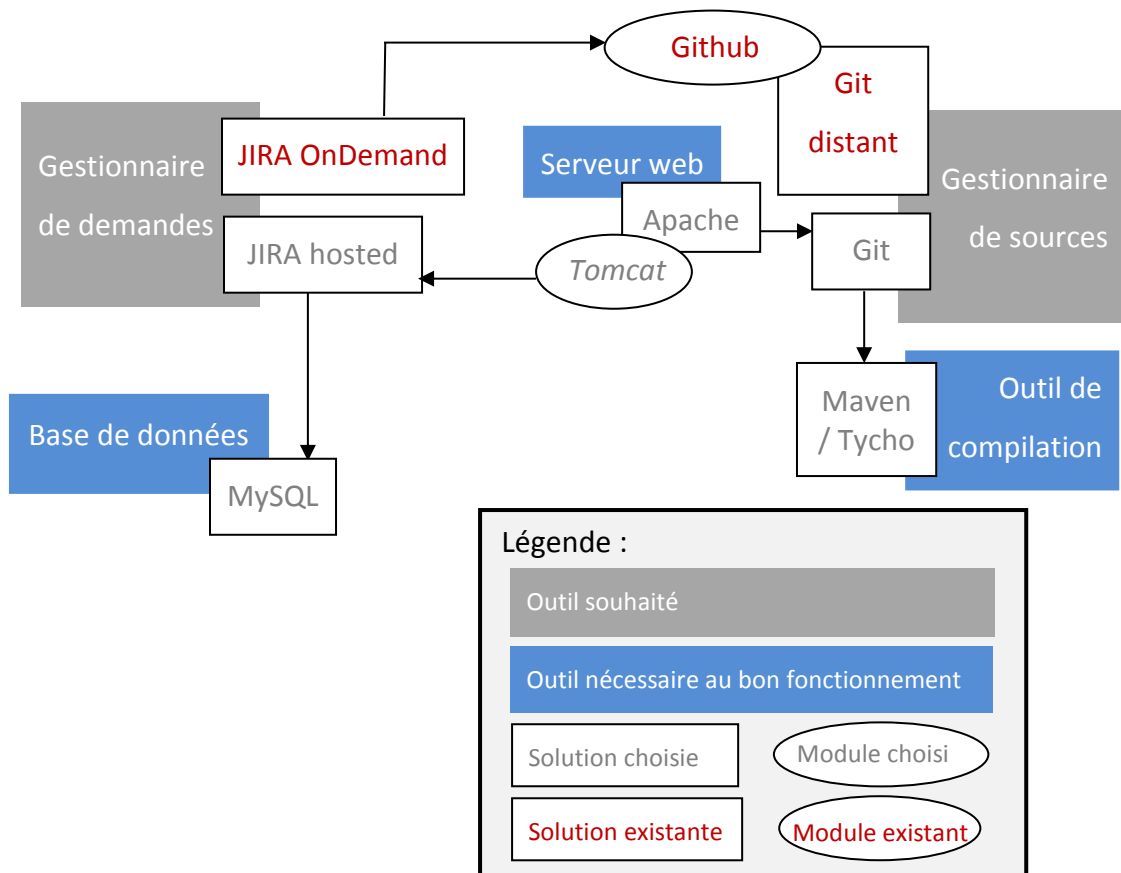 Github
Git
distant
Gestionnaire
de demandes
JIRA OnDemand
Serveur web
Gestionnaire
de sources
Apache
JIRA hosted
Tomcat
Git
Base de données
MySQL
Maven
/ Tycho
Outil de
compilation
Légende :
Outil souhaité
Outil nécessaire au bon fonctionnement
Solution choisie
Module choisi
Solution existante
Module existant